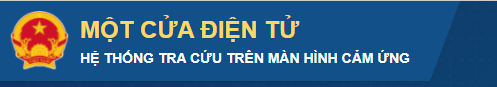 MỘT CỬA ĐIỆN TỬ
HỆ THỐNG TRA CỨU TRÊN MÀN HÌNH CẢM ỨNG